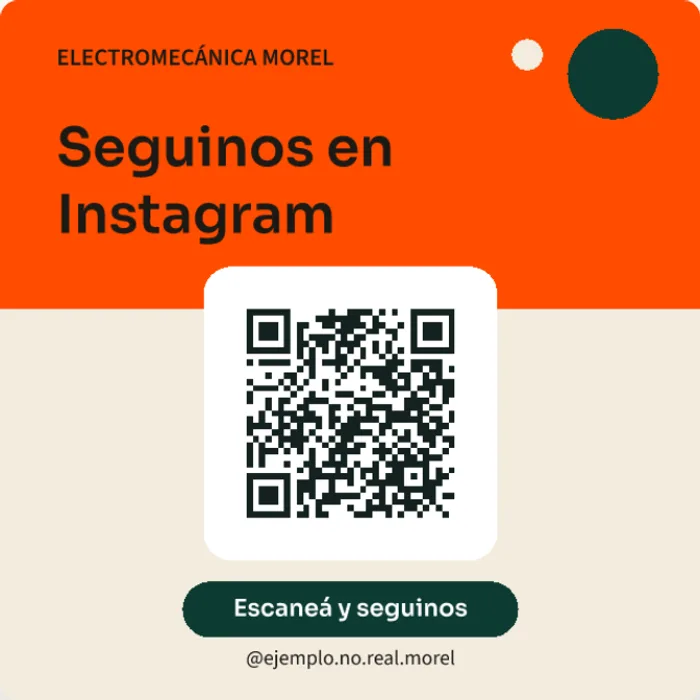 ELECTROMECÁNICA MOREL
Seguinos en
Instagram
Escaneá y seguinos
@ejemplo.no.real.morel